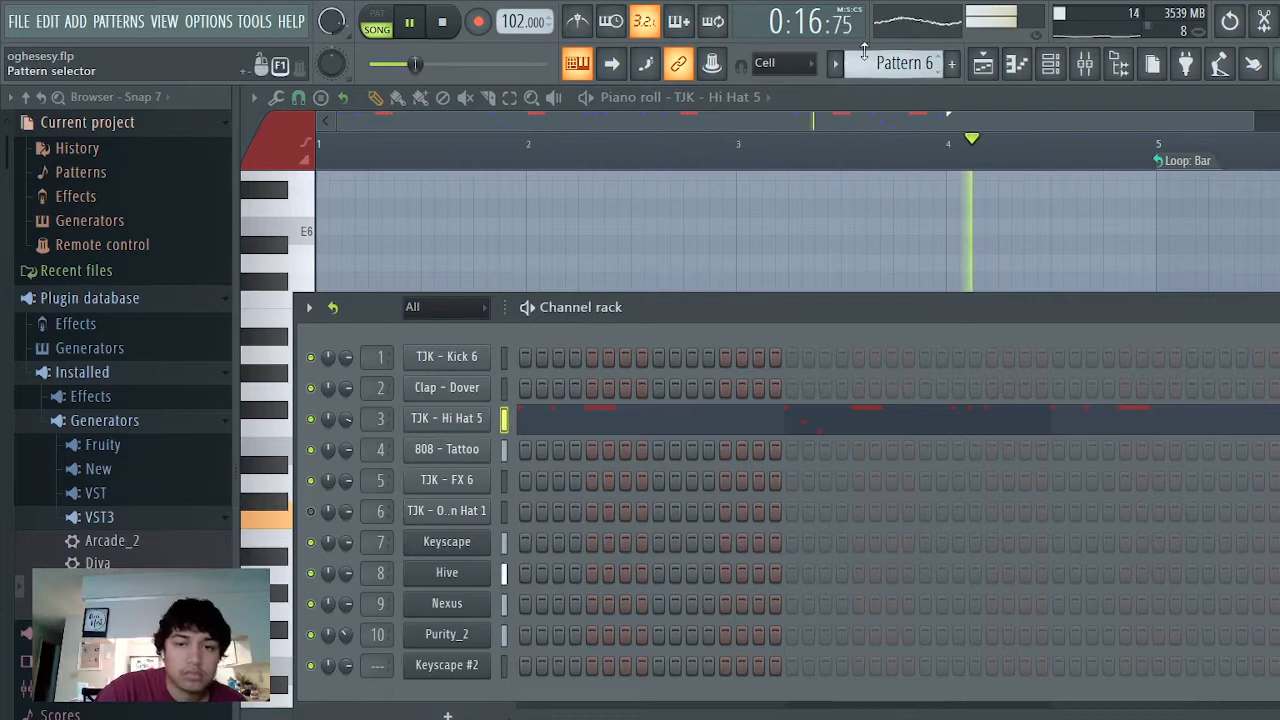 FILE EDIT ADD PATTERNS VIEW OPTIONS TOOLS HELP
PAT
SONG
102.000
3.2.
0:16:75
M:S:CS
14
3539 MB
8
oghesesy.flp
Pattern selector
F1
Cell
Pattern 6
+
Browser - Snap 7
Piano roll - TJK - Hi Hat 5
Current project
History
Patterns
Effects
Generators
Remote control
Recent files
Plugin database
Effects
Generators
Installed
Effects
Generators
Fruity
New
VST
VST3
Arcade_2
Diva
Scores
1
2
3
4
5
Loop: Bar
E6
All
Channel rack
1 TJK - Kick 6
2 Clap - Dover
3 TJK - Hi Hat 5
4 808 - Tattoo
5 TJK - FX 6
6 TJK - O..n Hat 1
7 Keyscape
8 Hive
9 Nexus
10 Purity_2
--- Keyscape #2
+